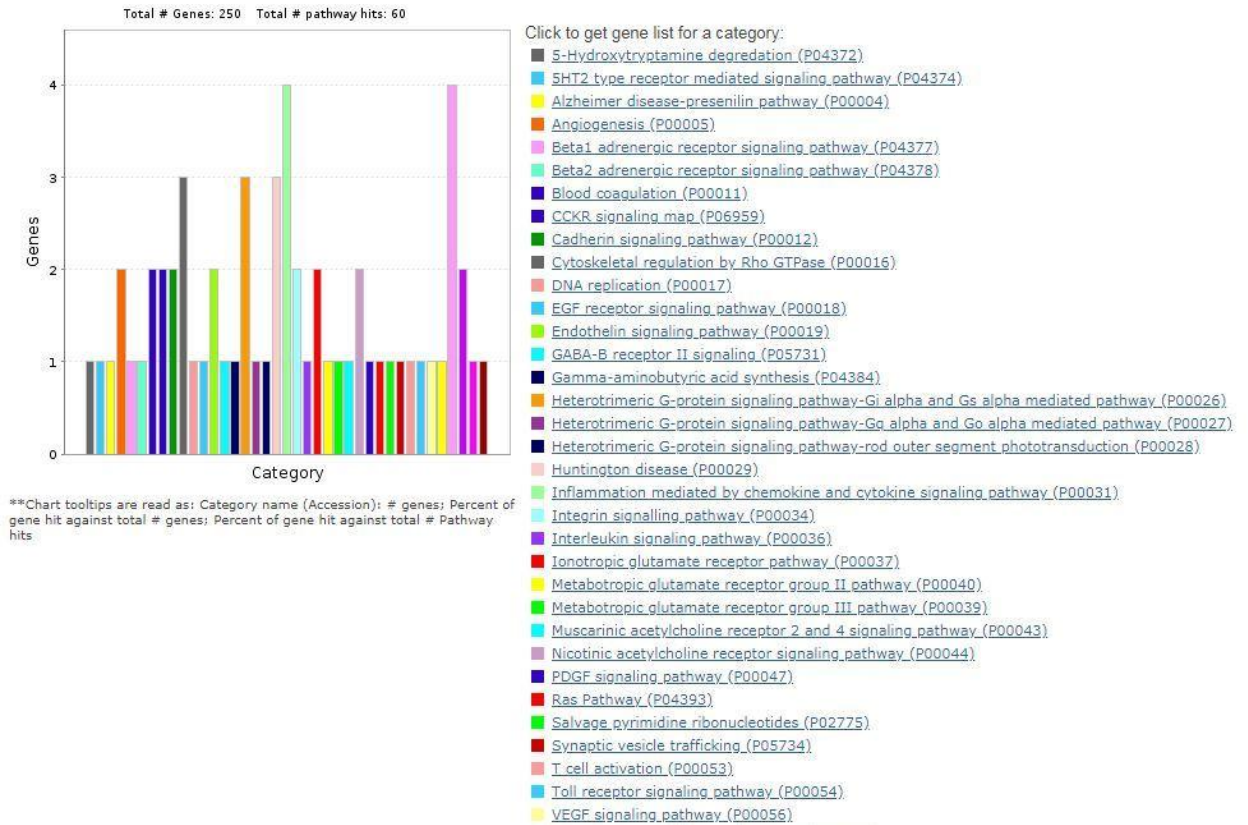 Total # Genes: 250 Total # pathway hits: 60
4
3
2
1
0
Genes
Category
**Chart tooltips are read as: Category name (Accession): # genes; Percent of
gene hit against total # genes; Percent of gene hit against total # Pathway
hits
Click to get gene list for a category:
5-Hydroxytryptamine degredation (P04372)
5HT2 type receptor mediated signaling pathway (P04374)
Alzheimer disease-presenilin pathway (P00004)
Angiogenesis (P00005)
Beta1 adrenergic receptor signaling pathway (P04377)
Beta2 adrenergic receptor signaling pathway (P04378)
Blood coagulation (P00011)
CCKR signaling map (P06959)
Cadherin signaling pathway (P00012)
Cytoskeletal regulation by Rho GTPase (P00016)
DNA replication (P00017)
EGF receptor signaling pathway (P00018)
Endothelin signaling pathway (P00019)
GABA-B receptor II signaling (P05731)
Gamma-aminobutyric acid synthesis (P04384)
Heterotrimeric G-protein signaling pathway-Gi alpha and Gs alpha mediated pathway (P00026)
Heterotrimeric G-protein signaling pathway-Gq alpha and Go alpha mediated pathway (P00027)
Heterotrimeric G-protein signaling pathway-rod outer segment phototransduction (P00028)
Huntington disease (P00029)
Inflammation mediated by chemokine and cytokine signaling pathway (P00031)
Integrin signalling pathway (P00034)
Interleukin signaling pathway (P00036)
Ionotropic glutamate receptor pathway (P00037)
Metabotropic glutamate receptor group II pathway (P00040)
Metabotropic glutamate receptor group III pathway (P00039)
Muscarinic acetylcholine receptor 2 and 4 signaling pathway (P00043)
Nicotinic acetylcholine receptor signaling pathway (P00044)
PDGF signaling pathway (P00047)
Ras Pathway (P04393)
Salvage pyrimidine ribonucleotides (P02775)
Synaptic vesicle trafficking (P05734)
T cell activation (P00053)
Toll receptor signaling pathway (P00054)
VEGF signaling pathway (P00056)